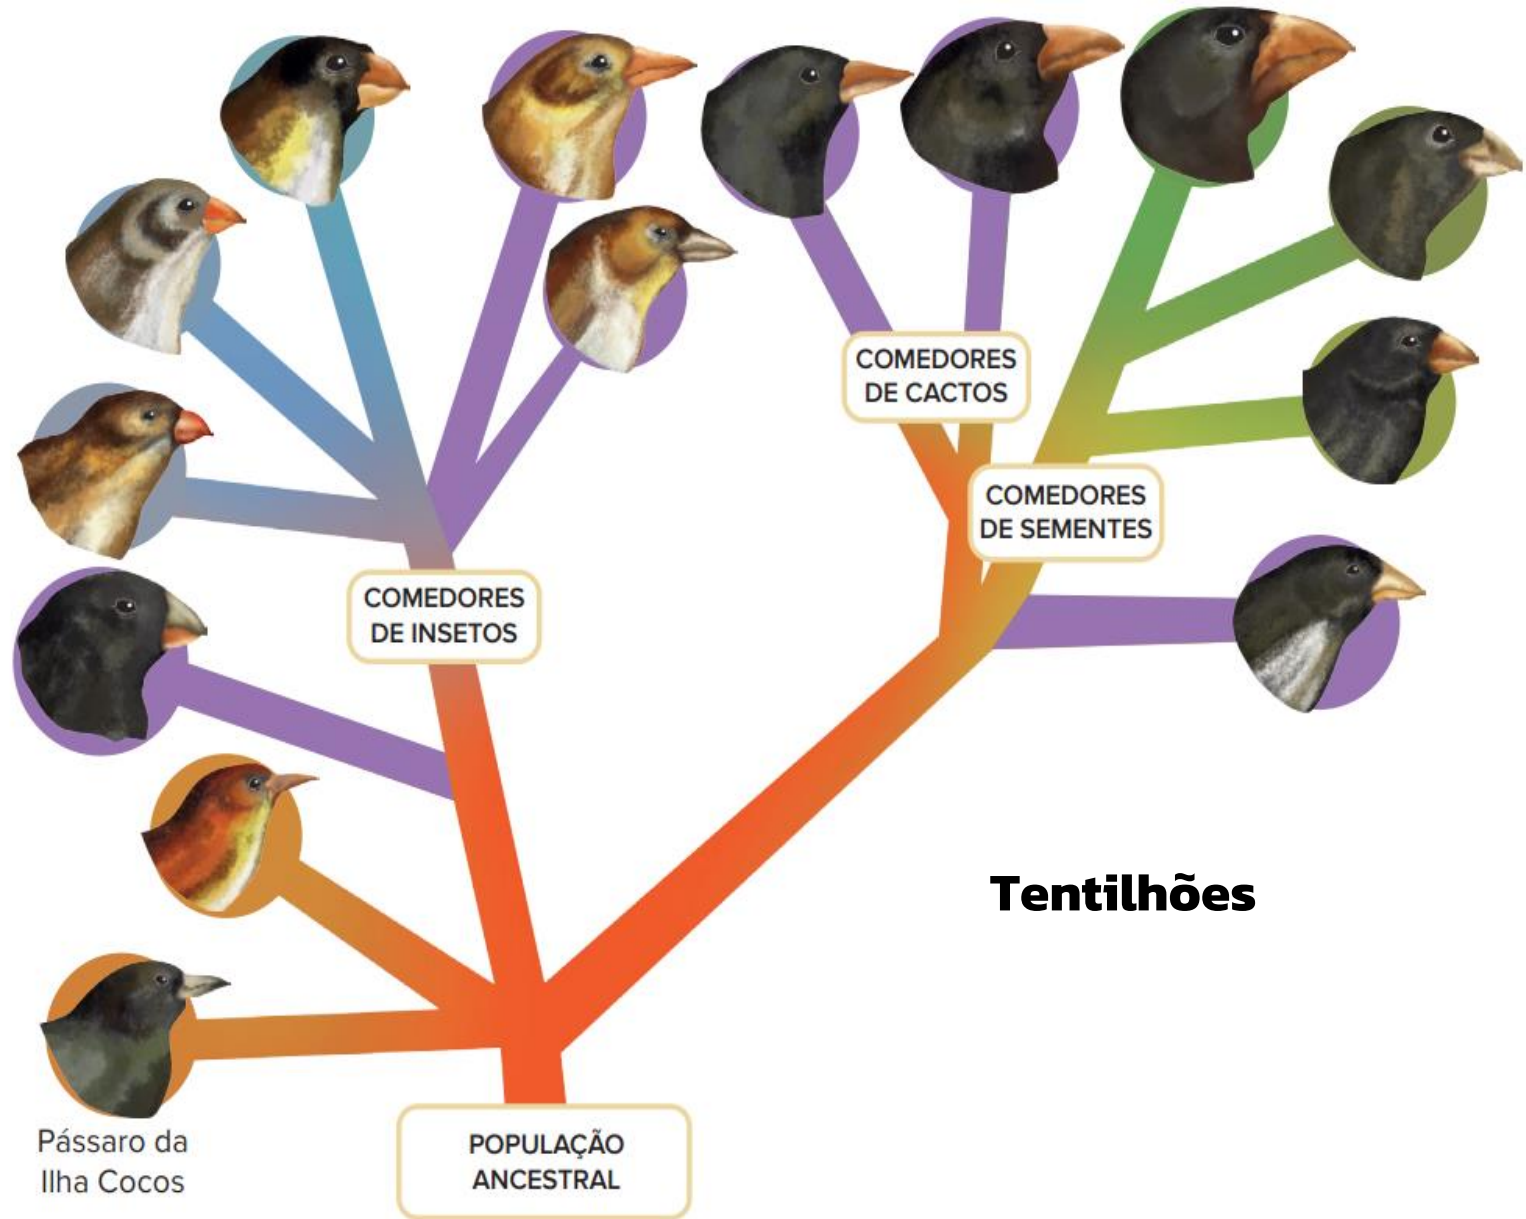 COMEDORES
DE CACTOS
COMEDORES
DE SEMENTES
COMEDORES
DE INSETOS
Tentilhões
Pássaro da
Ilha Cocos
POPULAÇÃO
ANCESTRAL